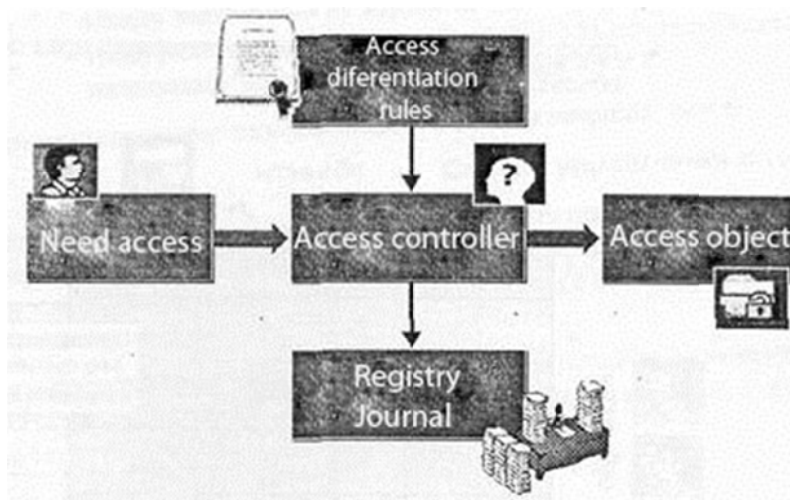 Access
diferentiation
rules
Need access
Access controller
?
Access object
Registry
Journal